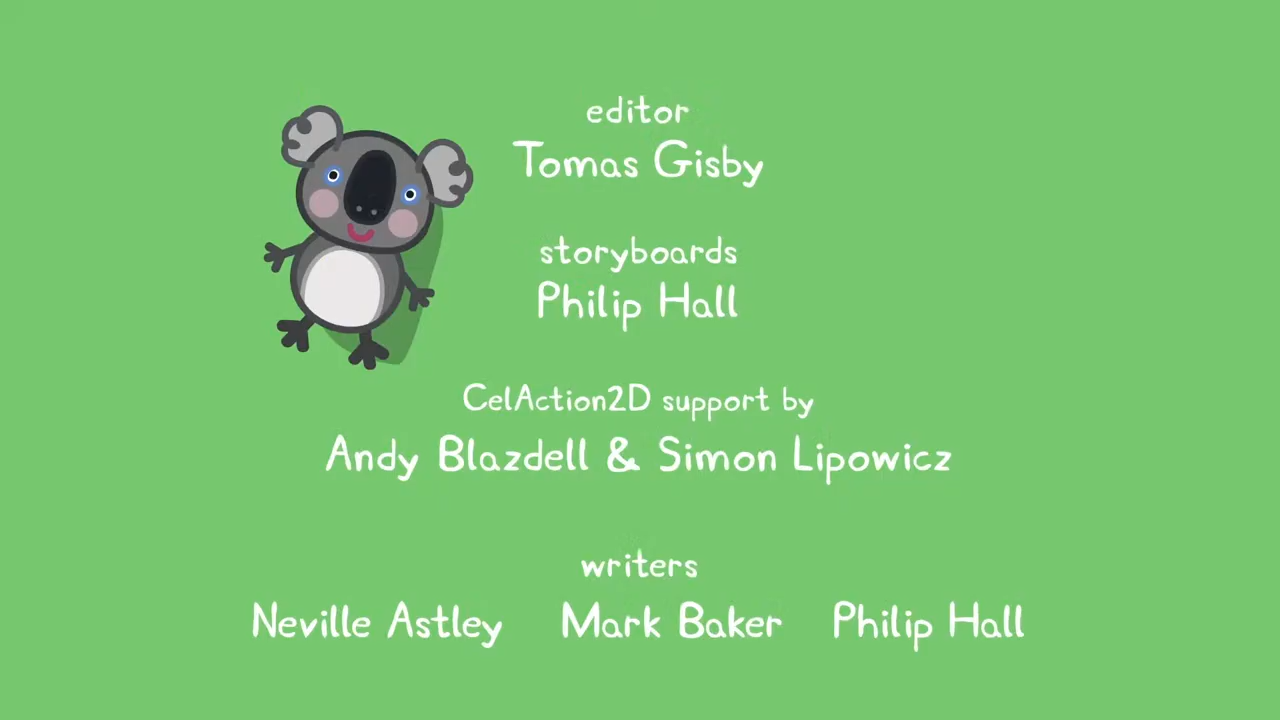 editor
Tomas Gisby
storyboards
Philip Hall
CelAction2D support by
Andy Blazdell & Simon Lipowicz
writers
Neville Astley Mark Baker Philip Hall